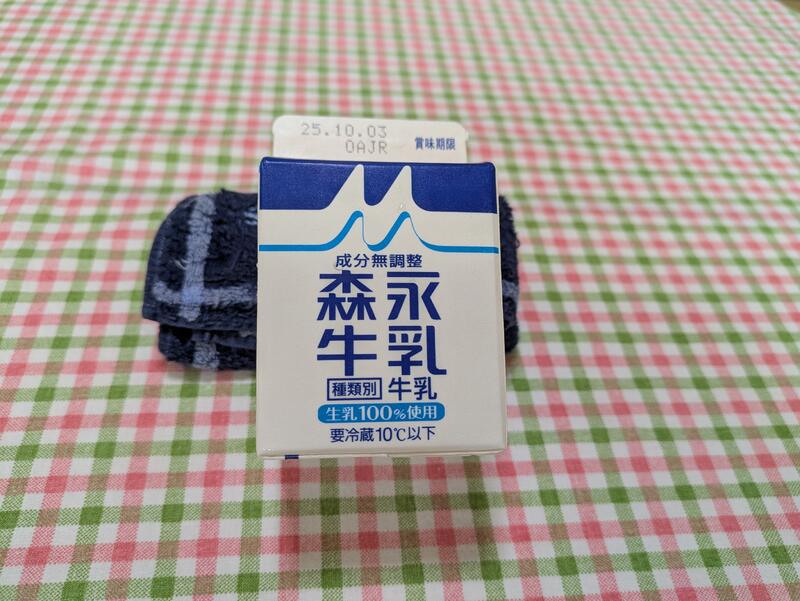 25.10.03
OAJR 賞味期限
成分無調整
森永
牛乳
種類別 牛乳
生乳100%使用
要冷蔵10℃以下